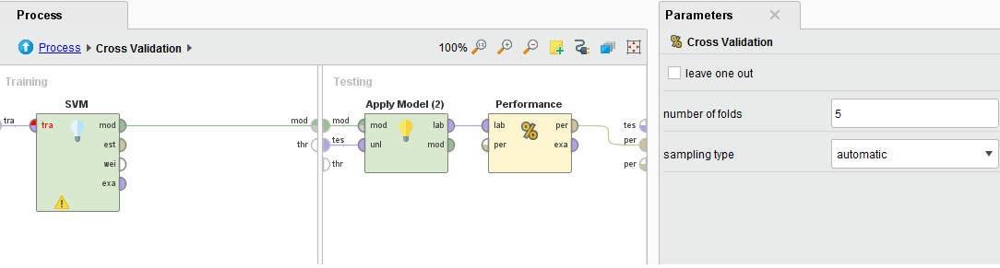 Process
Process Cross Validation
100%
Training
SVM
tra
tra
mod
est
wei
exa
mod
thr
Testing
mod
tes
thr
Apply Model (2)
mod
lab
unl
mod
Performance
lab
per
per
exa
tes
per
per
Parameters
Cross Validation
leave one out
number of folds
5
sampling type
automatic